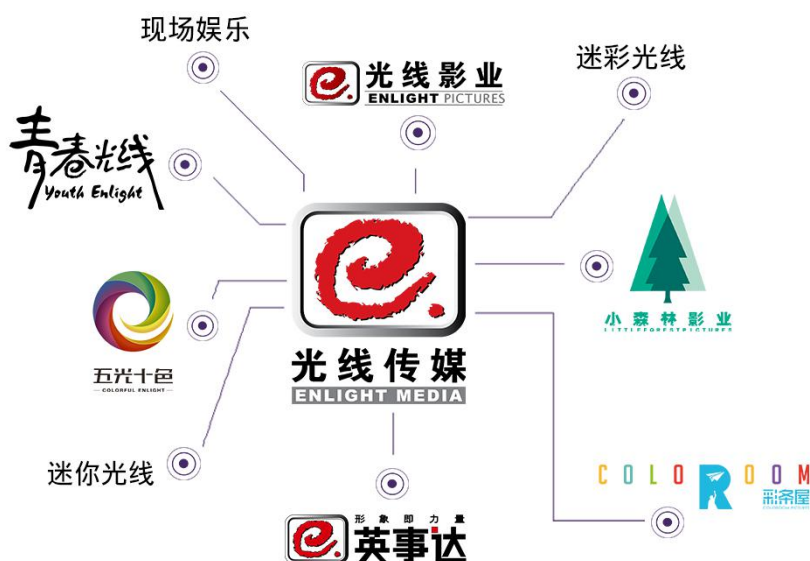 现场娱乐
光线影业
ENLIGHT PICTURES
迷彩光线
青春光线
Youth Enlight
小森林影业
LITTLEFORESTPICTURES
五光十色
COLORFUL ENLIGHT
光线传媒
ENLIGHT MEDIA
迷你光线
COLOROOM
彩条屋
形象即力量
英事达